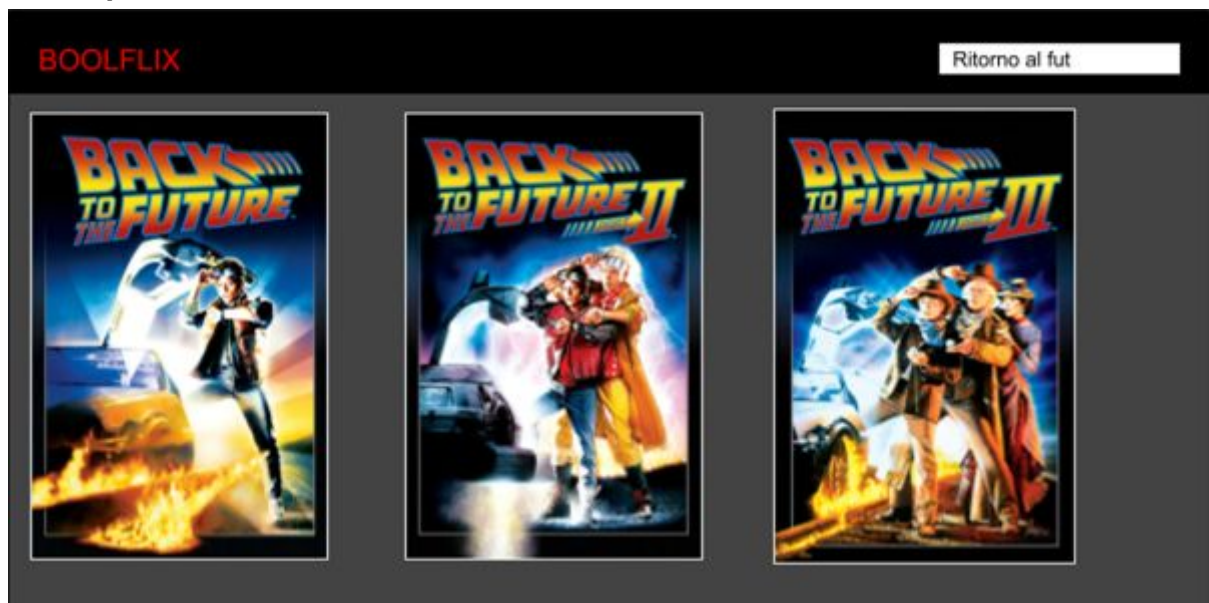 BOOLFLIX
Ritorno al fut
BACK
TO THE FUTURE
BACK
TO THE FUTURE II
BACK
TO THE FUTURE III